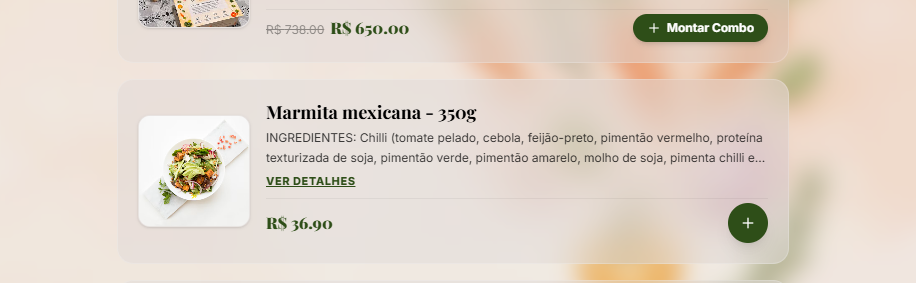 R$ 738.00 R$ 650.00
+ Montar Combo
Marmita mexicana - 350g
INGREDIENTES: Chilli (tomate pelado, cebola, feijão-preto, pimentão vermelho, proteína
texturizada de soja, pimentão verde, pimentão amarelo, molho de soja, pimenta chilli e...
VER DETALHES
R$ 36.90
+